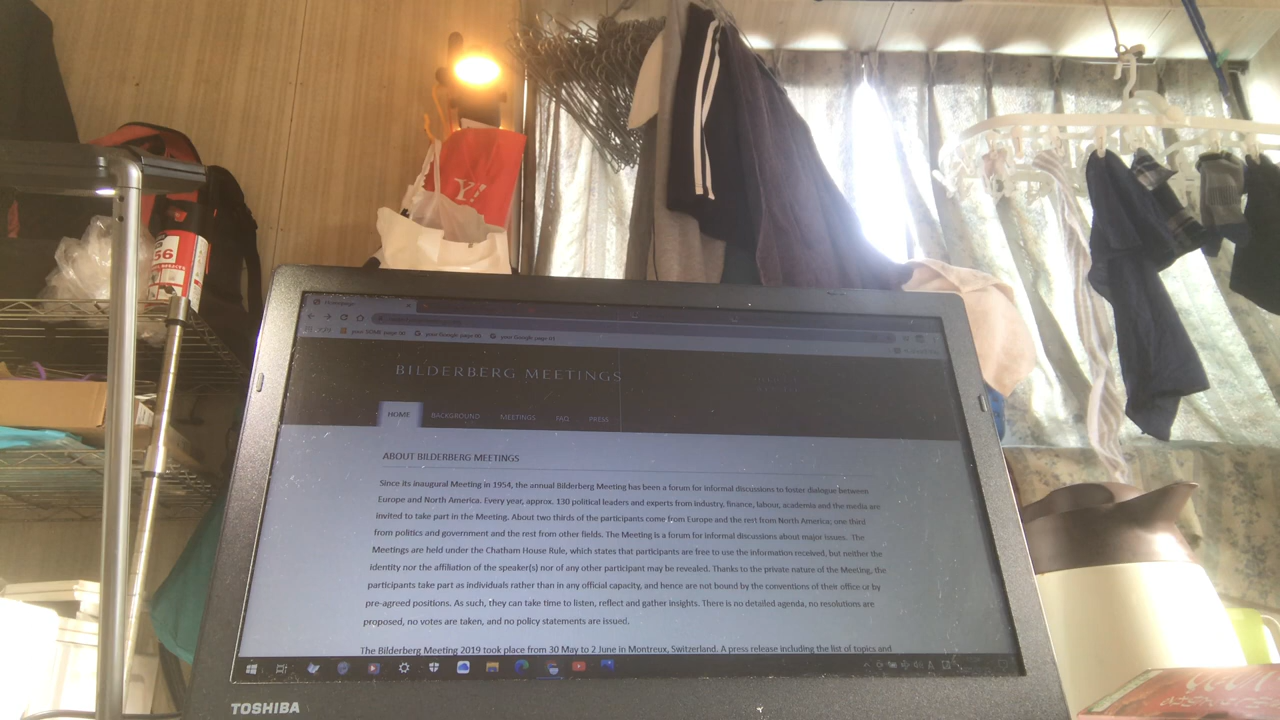 Y!
56
Homepage
your Google page 60
your Google page 61
BILDERBERG MEETINGS
HOME BACKGROUND MEETINGS FAQ PRESS
ABOUT BILDERBERG MEETINGS
Since its inaugural Meeting in 1954, the annual Bilderberg Meeting has been a forum for informal discussions to foster dialogue between
Europe and North America. Every year, approx. 130 political leaders and experts from industry, finance, labour, academia and the media are
invited to take part in the Meeting. About two thirds of the participants come from Europe and the rest from North America; one third
from politics and government and the rest from other fields. The Meeting is a forum for informal discussions about major issues. The
Meetings are held under the Chatham House Rule, which states that participants are free to use the information received, but neither the
identity nor the affiliation of the speaker(s) nor of any other participant may be revealed. Thanks to the private nature of the Meeting, the
participants take part as individuals rather than in any official capacity, and hence are not bound by the conventions of their office or by
pre-agreed positions. As such, they can take time to listen, reflect and gather insights. There is no detailed agenda, no resolutions are
proposed, no votes are taken, and no policy statements are issued.
The Bilderberg Meeting 2019 took place from 30 May to 2 June in Montreux, Switzerland. A press release including the list of topics and
TOSHIBA